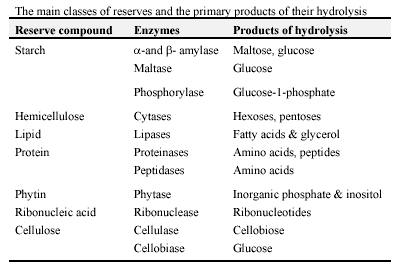 The main classes of reserves and the primary products of their hydrolysis
Reserve compound Enzymes Products of hydrolysis
Starch α-and β- amylase Maltose, glucose
Maltase Glucose
Phosphorylase Glucose-1-phosphate
Hemicellulose Cytases Hexoses, pentoses
Lipid Lipases Fatty acids & glycerol
Protein Proteinases Amino acids, peptides
Peptidases Amino acids
Phytin Phytase Inorganic phosphate & inositol
Ribonucleic acid Ribonuclease Ribonucleotides
Cellulose Cellulase Cellobiose
Cellobiase Glucose